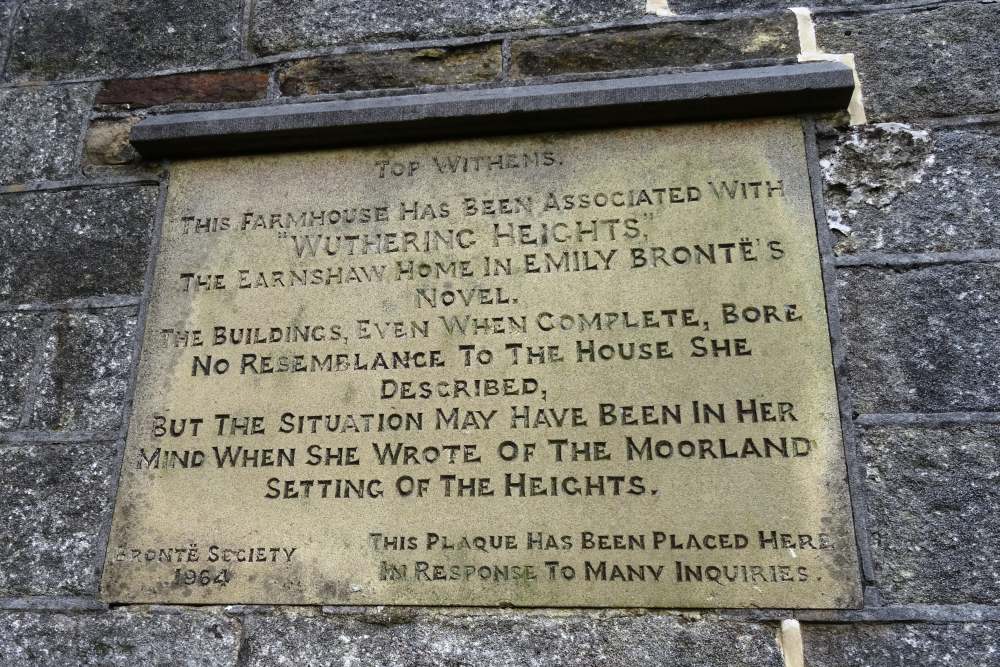 TOP WITHENS.
THIS FARMHOUSE HAS BEEN ASSOCIATED WITH
"WUTHERING HEIGHTS,"
THE EARNSHAW HOME IN EMILY BRONTË'S
NOVEL.
THE BUILDINGS, EVEN WHEN COMPLETE, BORE
NO RESEMBLANCE TO THE HOUSE SHE
DESCRIBED,
BUT THE SITUATION MAY HAVE BEEN IN HER
MIND WHEN SHE WROTE OF THE MOORLAND
SETTING OF THE HEIGHTS.
BRONTË SOCIETY
1964
THIS PLAQUE HAS BEEN PLACED HERE
IN RESPONSE TO MANY INQUIRIES.